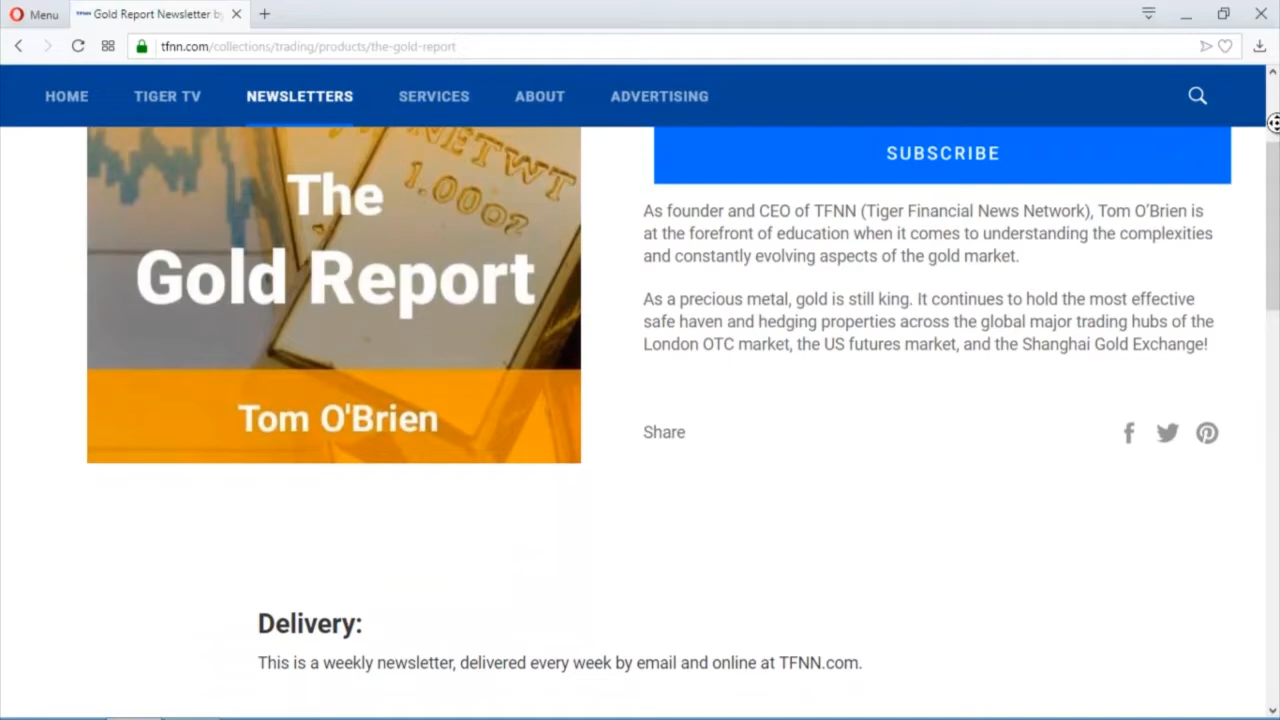 Menu
TFNN Gold Report Newsletter by
tfnn.com/collections/trading/products/the-gold-report
HOME
TIGER TV
NEWSLETTERS
SERVICES
ABOUT
ADVERTISING
NETWT
1.00oz
The
Gold Report
Tom O'Brien
SUBSCRIBE
As founder and CEO of TFNN (Tiger Financial News Network), Tom O'Brien is
at the forefront of education when it comes to understanding the complexities
and constantly evolving aspects of the gold market.
As a precious metal, gold is still king. It continues to hold the most effective
safe haven and hedging properties across the global major trading hubs of the
London OTC market, the US futures market, and the Shanghai Gold Exchange!
Share
Delivery:
This is a weekly newsletter, delivered every week by email and online at TFNN.com.